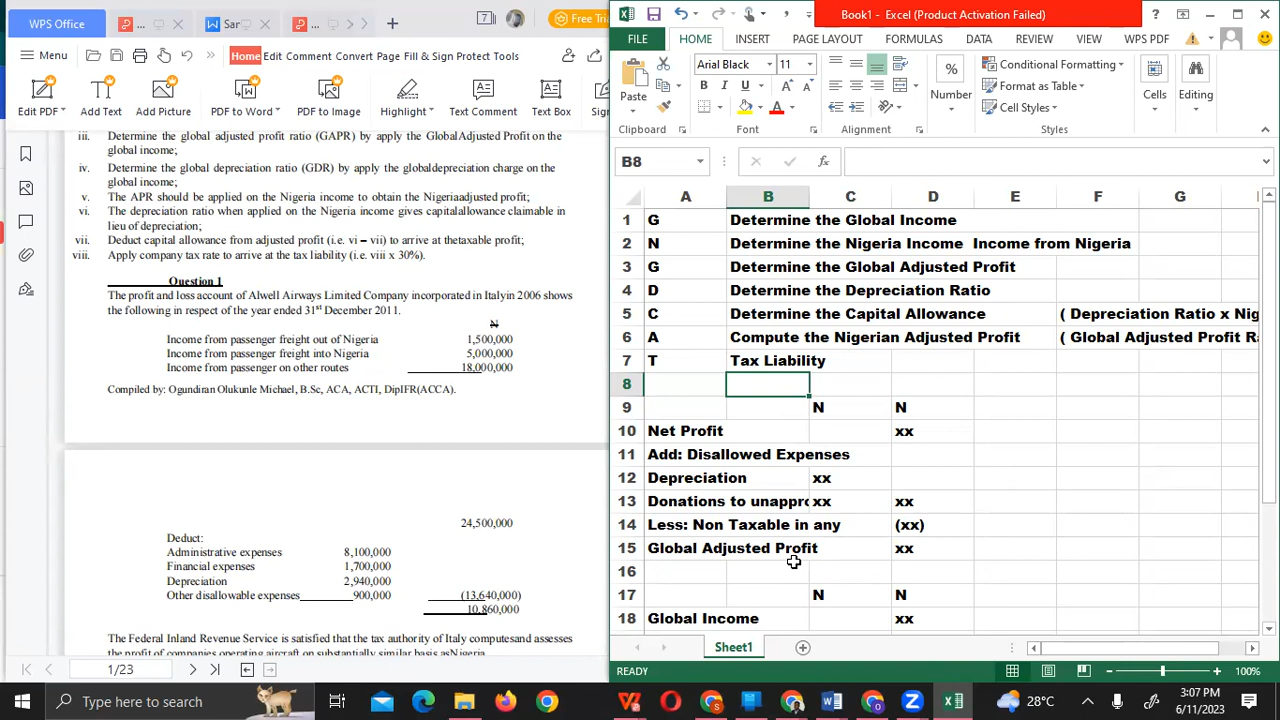 WPS Office
Sar
7
Free Tria
Book1 - Excel (Product Activation Failed)
Menu
Home Edit Comment Convert Page Fill & Sign Protect Tools
Edit PDF
Add Text
Add Picture
PDF to Word
PDF to Image
Highlight
Text Comment
Text Box
iii. Determine the global adjusted profit ratio (GAPR) by apply the GlobalAdjusted Profit on the
global income;
iv. Determine the global depreciation ratio (GDR) by apply the globaldepreciation charge on the
global income;
v. The APR should be applied on the Nigeria income to obtain the Nigeriaadjusted profit;
vi. The depreciation ratio when applied on the Nigeria income gives capitalallowance claimable in
lieu of depreciation;
vii. Deduct capital allowance from adjusted profit (i.e. vi – vii) to arrive at thetaxable profit;
viii. Apply company tax rate to arrive at the tax liability (i.e. viii x 30%).
Question 1
The profit and loss account of Alwell Airways Limited Company incorporated in Italyin 2006 shows
the following in respect of the year ended 31st December 2011.
N
Income from passenger freight out of Nigeria 1,500,000
Income from passenger freight into Nigeria 5,000,000
Income from passenger on other routes 18,000,000
Compiled by: Ogundiran Olukunle Michael, B.Sc, ACA, ACTI, DipIFR(ACCA).
24,500,000
Deduct:
Administrative expenses 8,100,000
Financial expenses 1,700,000
Depreciation 2,940,000
Other disallowable expenses 900,000 (13,640,000)
10,860,000
The Federal Inland Revenue Service is satisfied that the tax authority of Italy computesand assesses
the profit of companies operating aircraft on substantially similar basis asNigeria
1/23
FILE HOME INSERT PAGE LAYOUT FORMULAS DATA REVIEW VIEW WPS PDF
Paste
Arial Black 11
B I U
Number
Conditional Formatting
Format as Table
Cell Styles
Cells
Editing
Clipboard Font Alignment Styles
B8
fx
A B C D E F G
1 G Determine the Global Income
2 N Determine the Nigeria Income Income from Nigeria
3 G Determine the Global Adjusted Profit
4 D Determine the Depreciation Ratio
5 C Determine the Capital Allowance ( Depreciation Ratio x Nig
6 A Compute the Nigerian Adjusted Profit ( Global Adjusted Profit Ra
7 T Tax Liability
8
9 N N
10 Net Profit xx
11 Add: Disallowed Expenses
12 Depreciation xx
13 Donations to unappro xx xx
14 Less: Non Taxable in any (xx)
15 Global Adjusted Profit xx
16
17 N N
18 Global Income xx
Sheet1
READY
100%
Type here to search
28°C
3:07 PM
6/11/2023